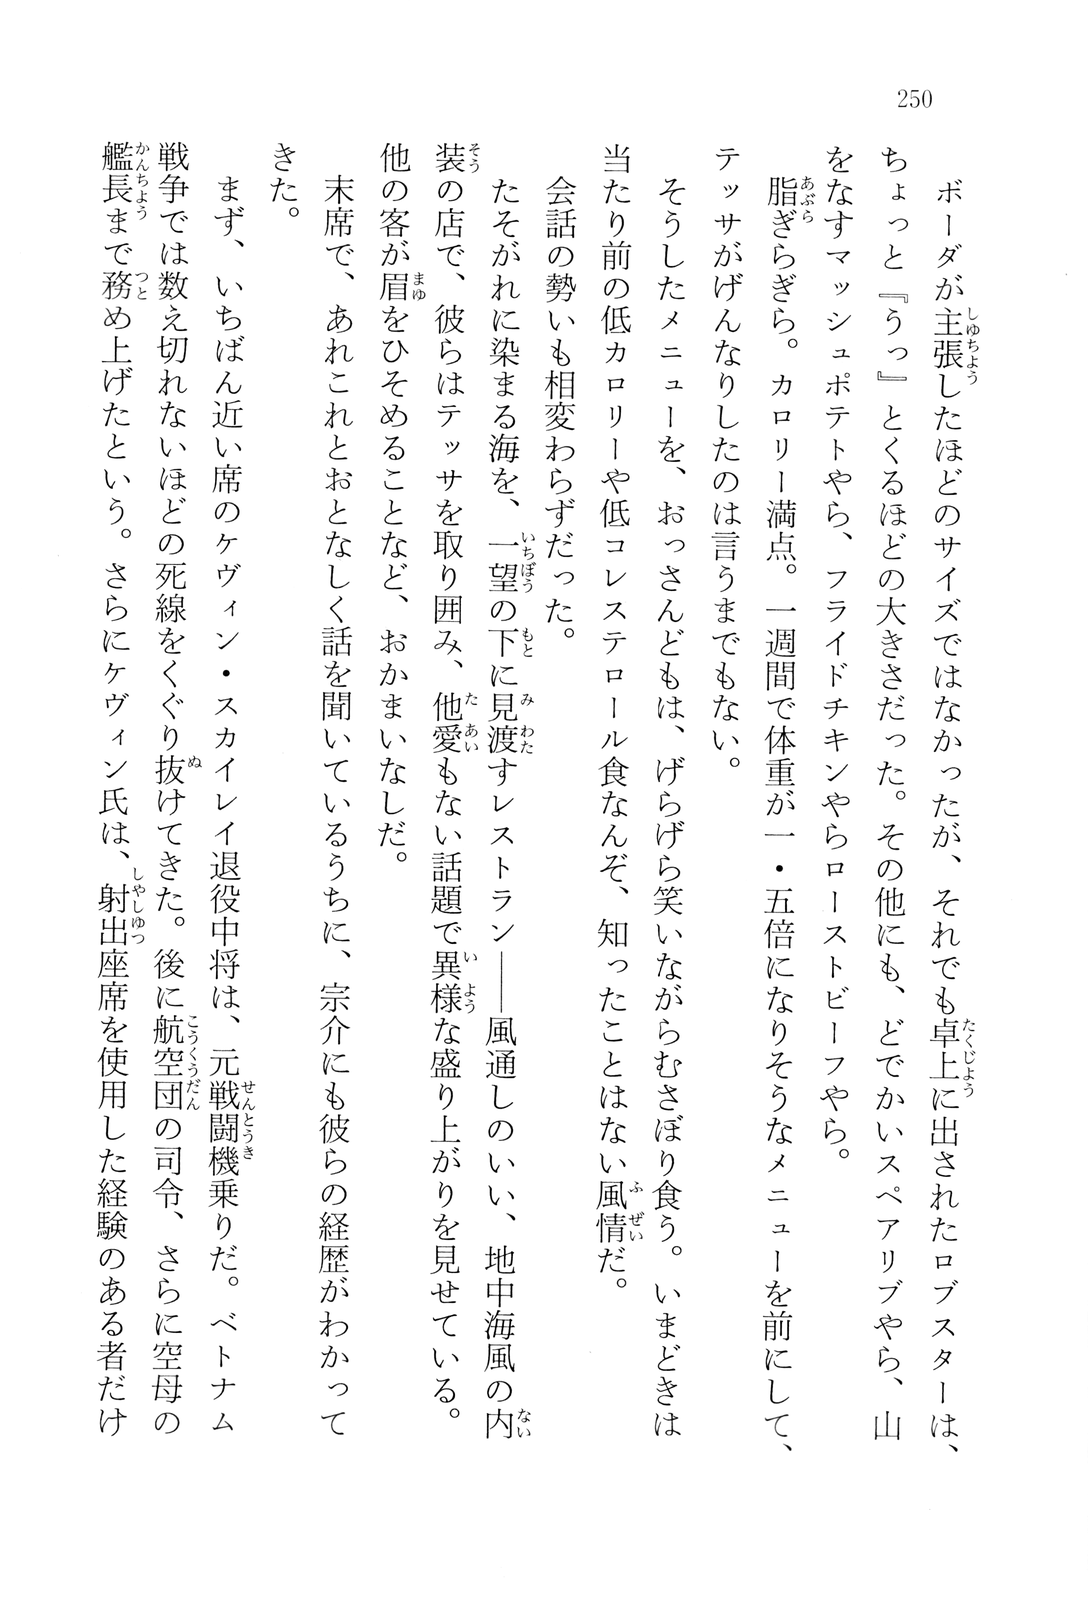 250
　ボーダが主張したほどのサイズではなかったが、それでも卓上に出されたロブスターは、
ちょっと『うっ』とくるほどの大きさだった。その他にも、どでかいスペアリブやら、山
をなすマッシュポテトやら、フライドチキンやらローストビーフやら。
　脂ぎらぎら。カロリー満点。一週間で体重が一・五倍になりそうなメニューを前にして、
テッサがげんなりしたのは言うまでもない。
　そうしたメニューを、おっさんどもは、げらげら笑いながらむさぼり食う。いまどきは
当たり前の低カロリーや低コレステロール食なんぞ、知ったことはない風情だ。
　会話の勢いも相変わらずだった。
　たそがれに染まる海を、一望の下に見渡すレストラン――風通しのいい、地中海風の内
装の店で、彼らはテッサを取り囲み、他愛もない話題で異様な盛り上がりを見せている。
他の客が眉をひそめることなど、おかまいなしだ。
　末席で、あれこれとおとなしく話を聞いているうちに、宗介にも彼らの経歴がわかって
きた。
　まず、いちばん近い席のケヴィン・スカイレイ退役中将は、元戦闘機乗りだ。ベトナム
戦争では数え切れないほどの死線をくぐり抜けてきた。後に航空団の司令、さらに空母の
艦長まで務め上げたという。さらにケヴィン氏は、射出座席を使用した経験のある者だけ